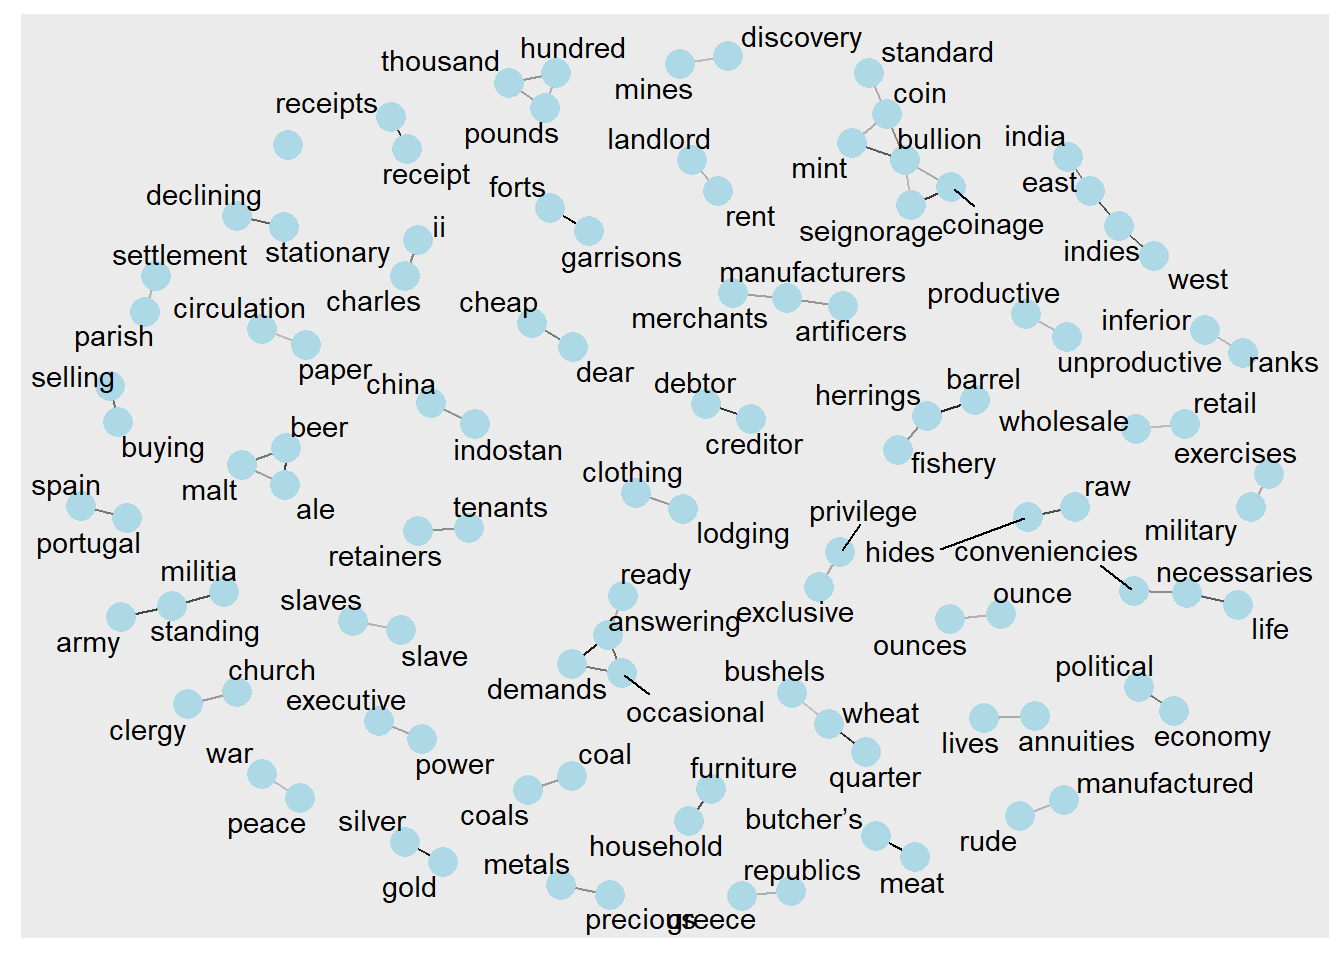 hundred
discovery
thousand
standard
mines
coin
receipts
pounds
landlord
bullion
india
mint
receipt
east
forts
declining
rent
ii
seignorage
coinage
settlement
stationary
garrisons
indies
manufacturers
west
circulation
charles
cheap
productive
merchants
inferior
parish
artificers
paper
unproductive
ranks
selling
china
dear
debtor
barrel
herrings
retail
wholesale
beer
buying
indostan
creditor
exercises
fishery
clothing
spain
malt
raw
ale
tenants
privilege
lodging
military
portugal
retainers
hides
conveniencies
militia
ready
necessaries
slaves
ounce
exclusive
answering
army
standing
life
ounces
slave
church
political
bushels
demands
executive
occasional
wheat
clergy
lives
annuities
economy
war
coal
power
furniture
quarter
manufactured
coals
silver
butcher’s
peace
rude
household
metals
republics
gold
meat
precious
greece